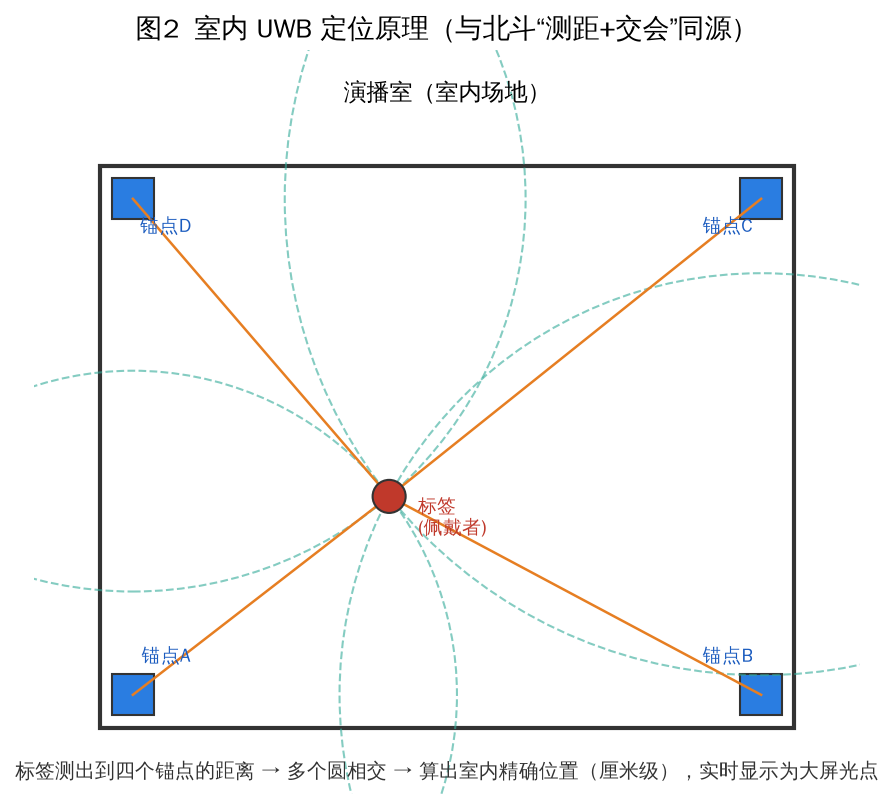 图2 室内 UWB 定位原理（与北斗“测距+交会”同源）
演播室（室内场地）
锚点D
锚点C
标签
(佩戴者)
锚点A
锚点B
标签测出到四个锚点的距离 → 多个圆相交 → 算出室内精确位置（厘米级），实时显示为大屏光点